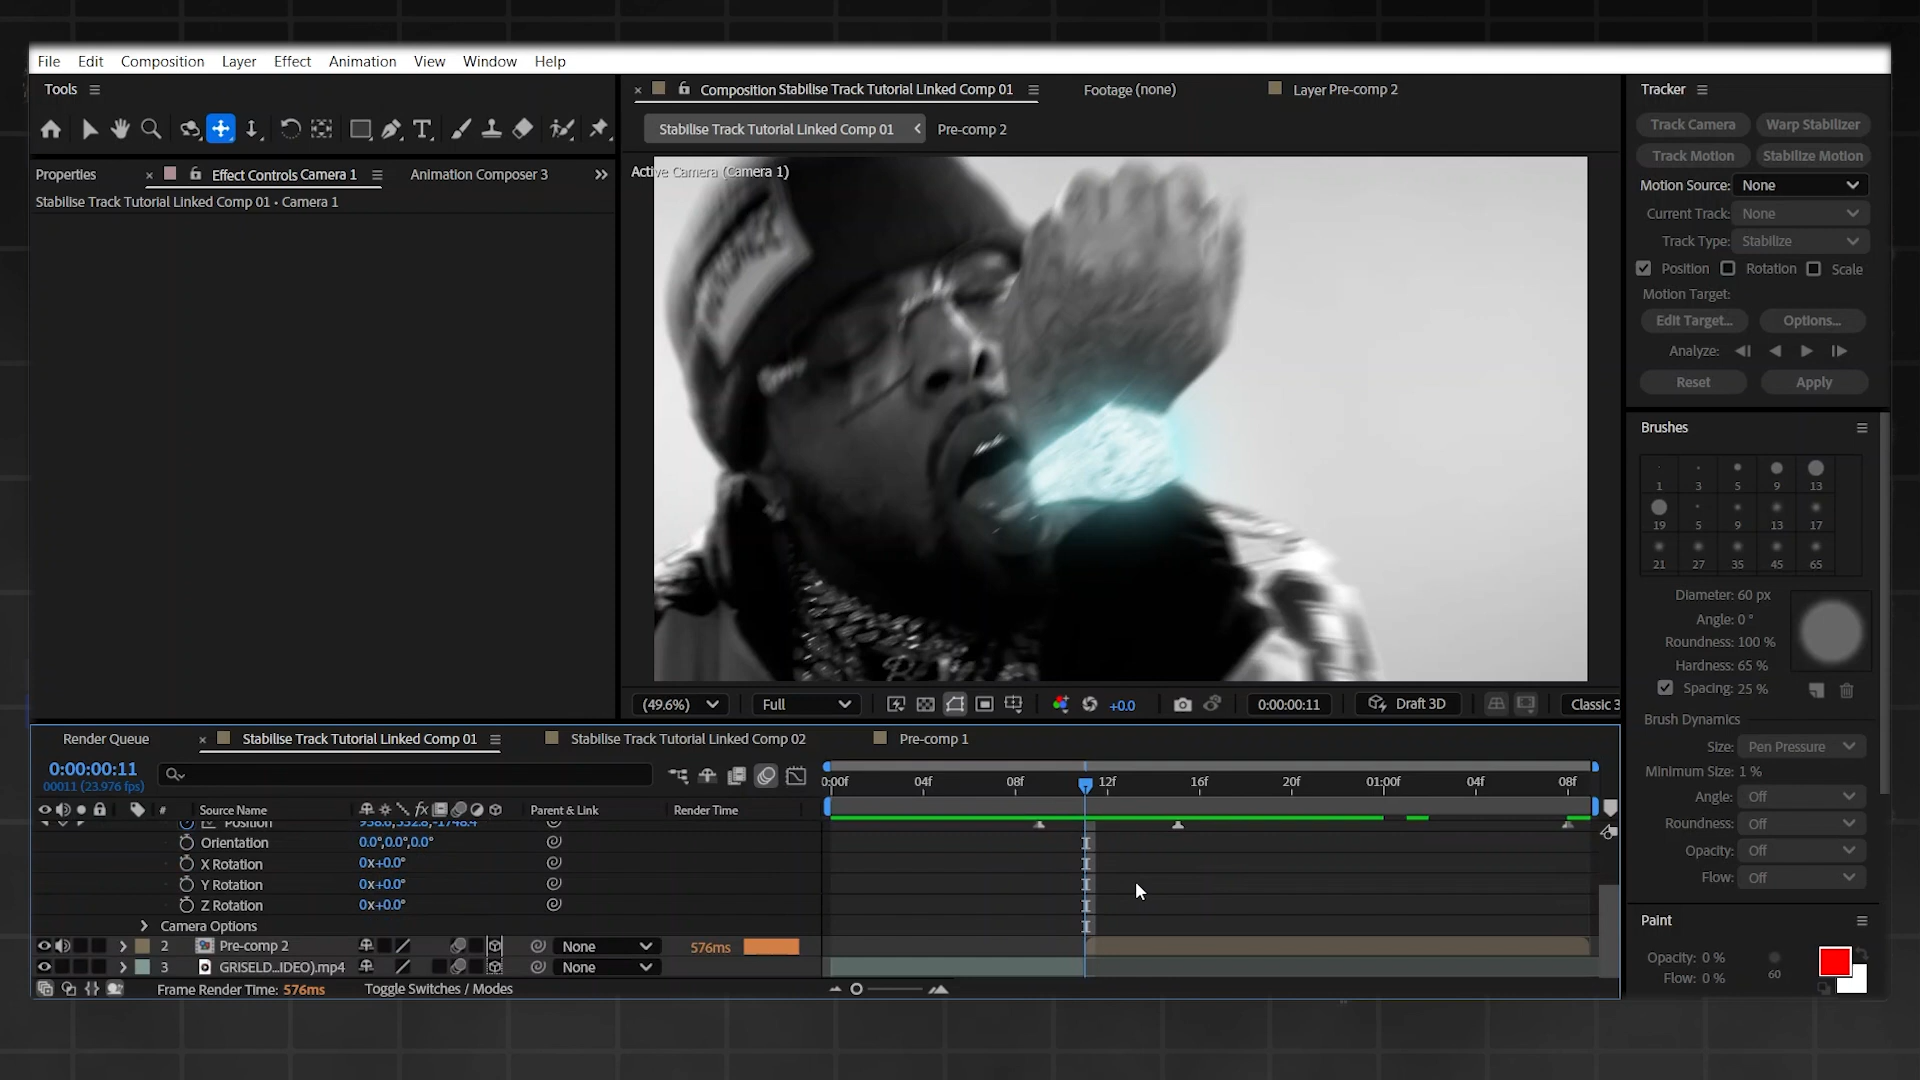 File Edit Composition Layer Effect Animation View Window Help
Tools
Composition Stabilise Track Tutorial Linked Comp 01
Footage (none)
Layer Pre-comp 2
Tracker
Stabilise Track Tutorial Linked Comp 01
Pre-comp 2
Track Camera Warp Stabilizer
Track Motion Stabilize Motion
Properties
Effect Controls Camera 1
Animation Composer 3
Active Camera (Camera 1)
Motion Source: None
Stabilise Track Tutorial Linked Comp 01 • Camera 1
Current Track: None
Track Type: Stabilize
Position Rotation Scale
Motion Target:
Edit Target... Options...
Analyze:
Reset Apply
Brushes
1 3 5 9 13
19 5 9 13 17
21 27 35 45 65
Diameter: 60 px
Angle: 0 °
Roundness: 100 %
Hardness: 65 %
Spacing: 25 %
(49.6%) Full +0.0 0:00:00:11 Draft 3D Classic 3
Brush Dynamics
Size: Pen Pressure
Minimum Size: 1 %
Angle: Off
Roundness: Off
Opacity: Off
Flow: Off
Render Queue
Stabilise Track Tutorial Linked Comp 01
Stabilise Track Tutorial Linked Comp 02
Pre-comp 1
0:00:00:11
00011 (23.976 fps)
0:00f 04f 08f 12f 16f 20f 01:00f 04f 08f
# Source Name fx Parent & Link Render Time
Position 958.6,552.8,-1748.4
Orientation 0.0°,0.0°,0.0°
X Rotation 0x+0.0°
Y Rotation 0x+0.0°
Z Rotation 0x+0.0°
Camera Options
2 Pre-comp 2 None 576ms
3 GRISELD...IDEO).mp4 None
Frame Render Time: 576ms
Toggle Switches / Modes
Paint
Opacity: 0 %
Flow: 0 %
60